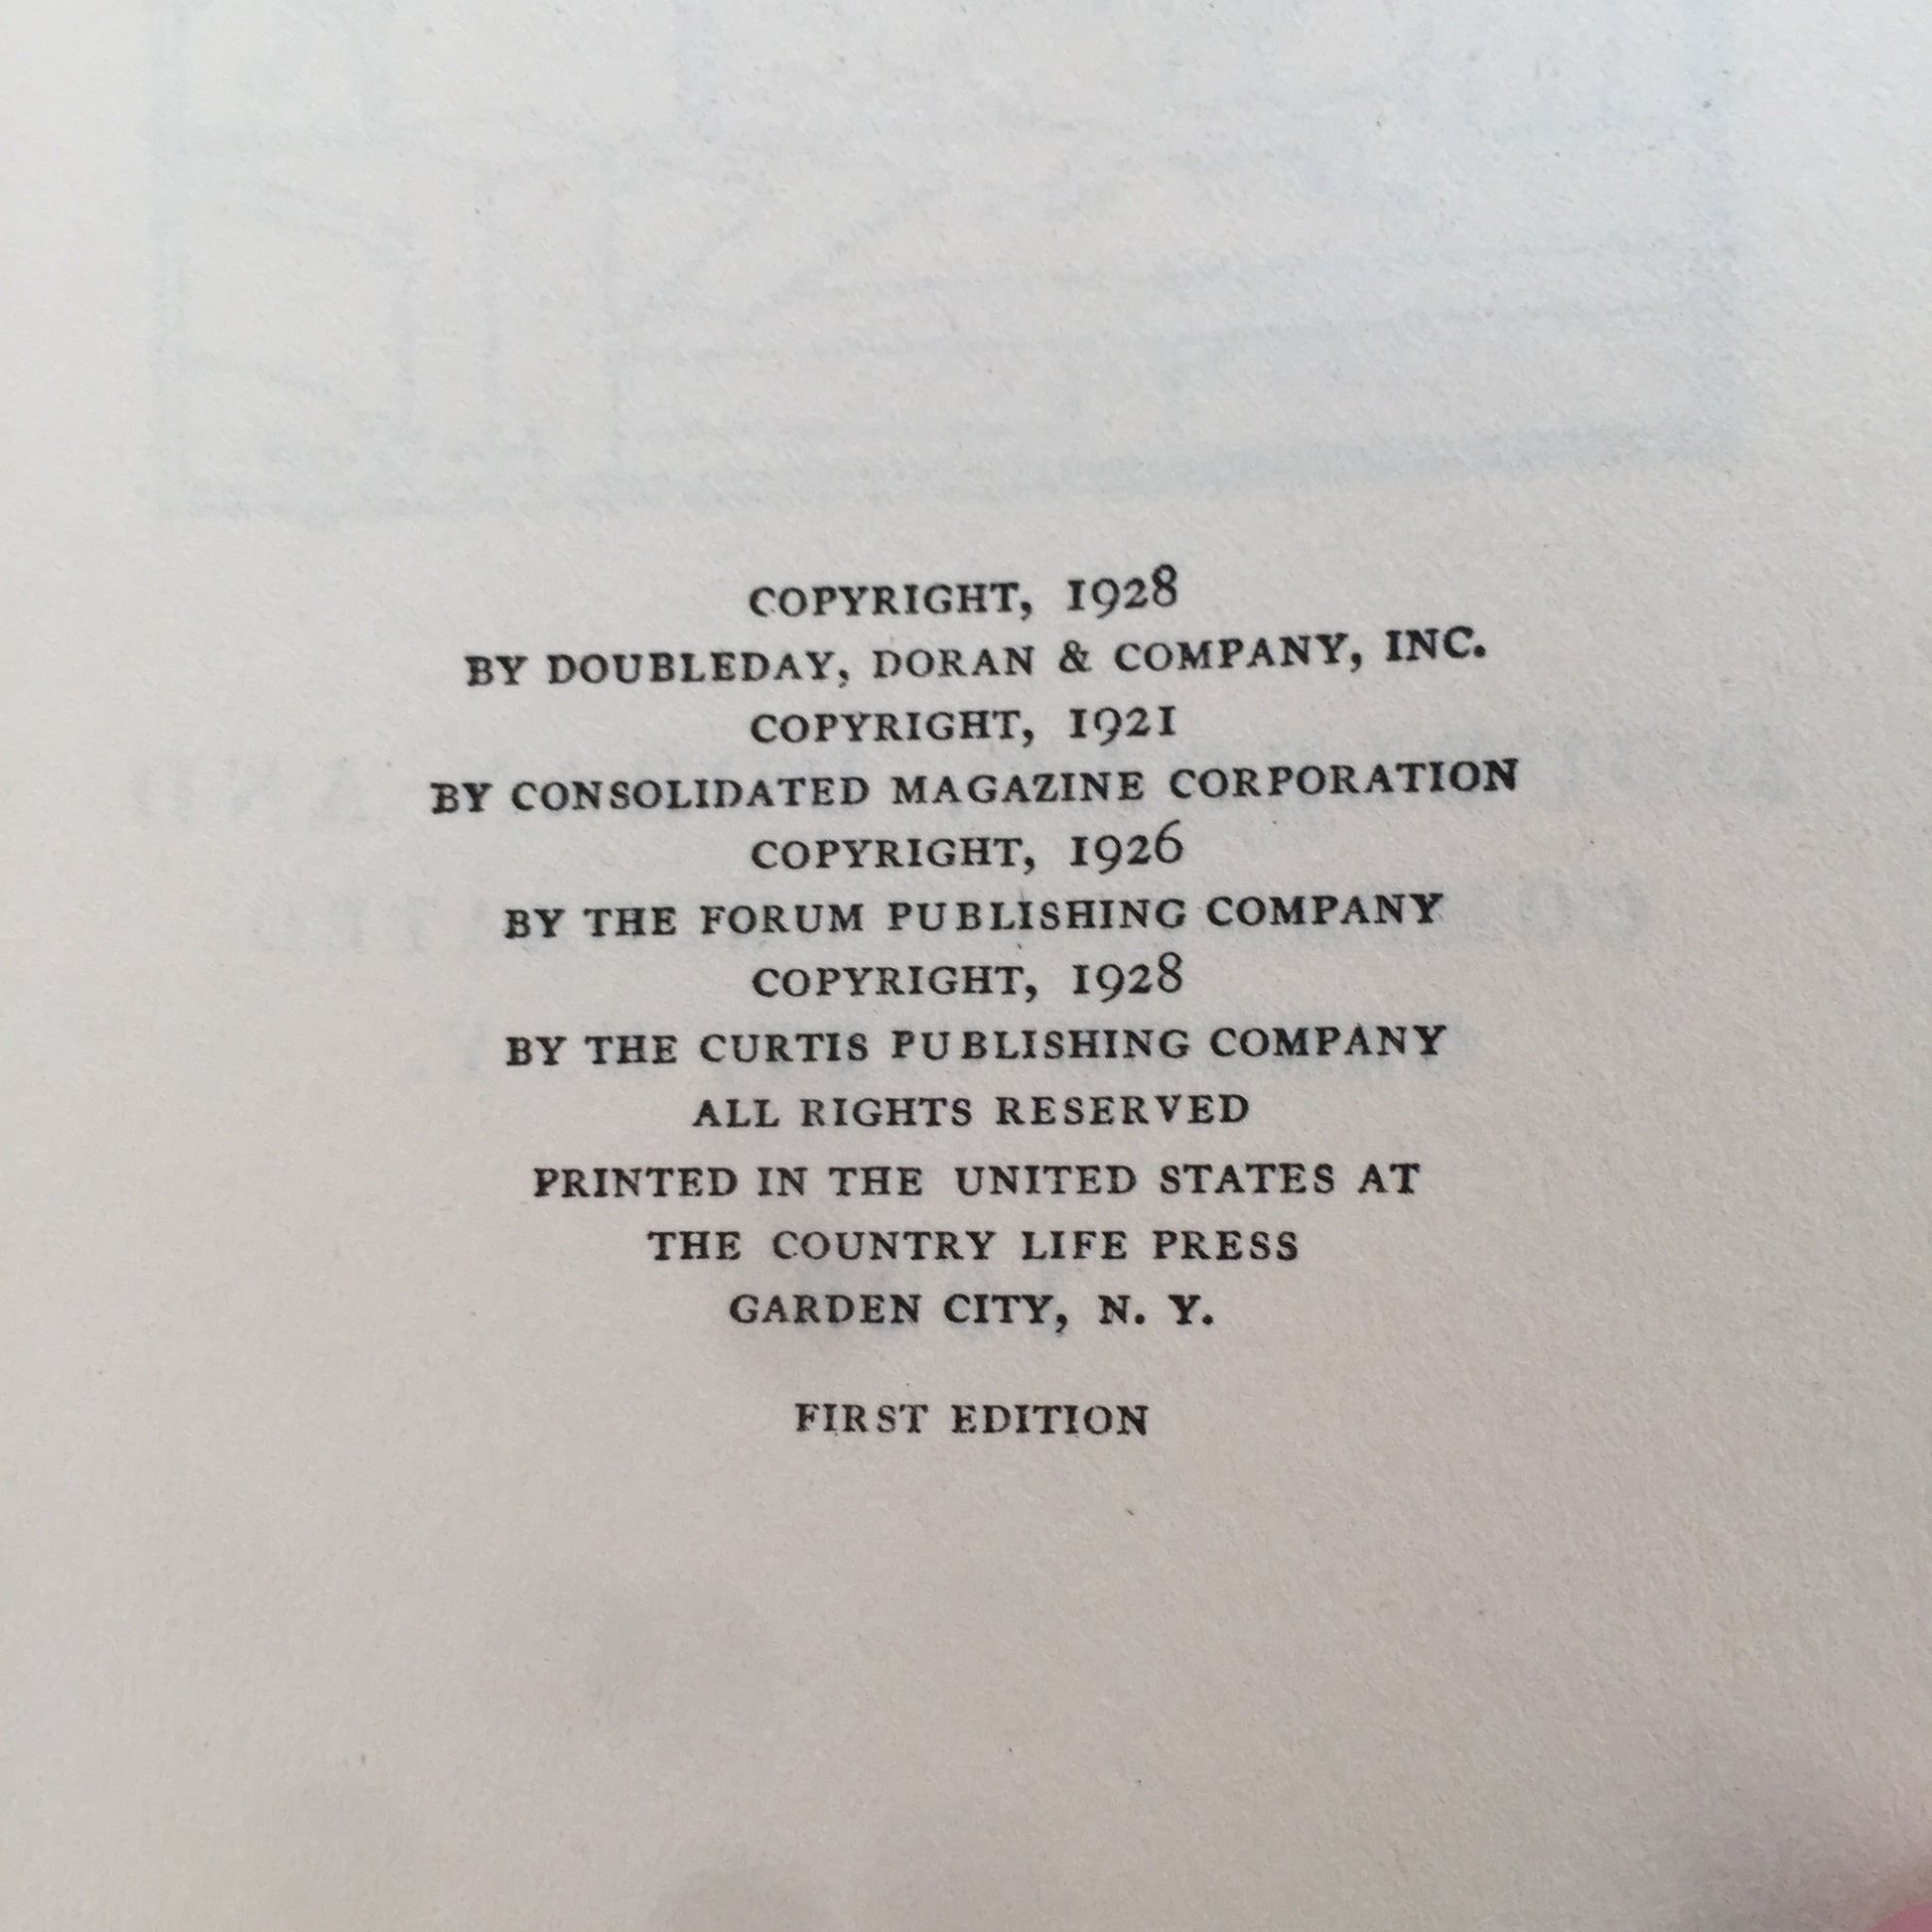 COPYRIGHT, 1928
BY DOUBLEDAY, DORAN & COMPANY, INC.
COPYRIGHT, 1921
BY CONSOLIDATED MAGAZINE CORPORATION
COPYRIGHT, 1926
BY THE FORUM PUBLISHING COMPANY
COPYRIGHT, 1928
BY THE CURTIS PUBLISHING COMPANY
ALL RIGHTS RESERVED
PRINTED IN THE UNITED STATES AT
THE COUNTRY LIFE PRESS
GARDEN CITY, N. Y.
FIRST EDITION